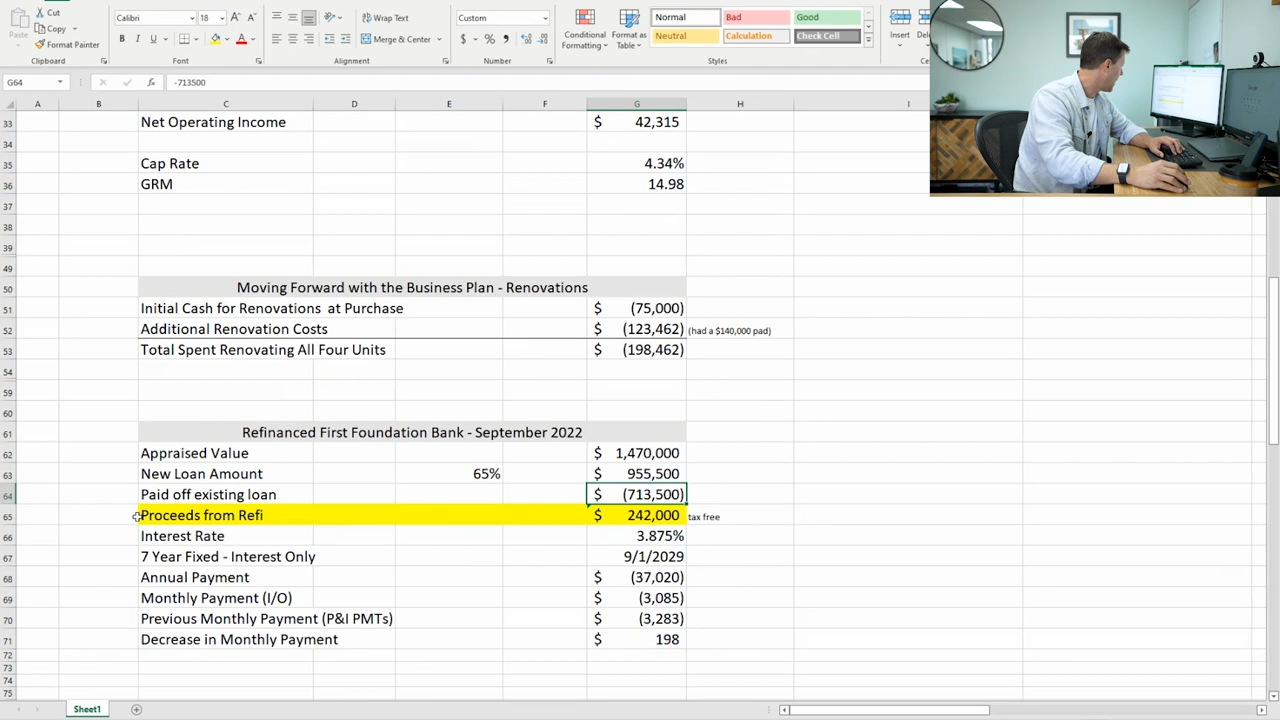 Cut
Copy
Format Painter
Paste
Clipboard
Calibri 18
B I U
Font
Wrap Text
Merge & Center
Alignment
Custom
$ % ,
Number
Conditional
Formatting
Format as
Table
Normal Bad Good
Neutral Calculation Check Cell
Styles
Insert
G64 fx -713500
A B C D E F G H I
33 Net Operating Income $ 42,315
34
35 Cap Rate 4.34%
36 GRM 14.98
37
38
39
49
50 Moving Forward with the Business Plan - Renovations
51 Initial Cash for Renovations at Purchase $ (75,000)
52 Additional Renovation Costs $ (123,462) (had a $140,000 pad)
53 Total Spent Renovating All Four Units $ (198,462)
54
59
60
61 Refinanced First Foundation Bank - September 2022
62 Appraised Value $ 1,470,000
63 New Loan Amount 65% $ 955,500
64 Paid off existing loan $ (713,500)
65 Proceeds from Refi $ 242,000 tax free
66 Interest Rate 3.875%
67 7 Year Fixed - Interest Only 9/1/2029
68 Annual Payment $ (37,020)
69 Monthly Payment (I/O) $ (3,085)
70 Previous Monthly Payment (P&I PMTs) $ (3,283)
71 Decrease in Monthly Payment $ 198
72
73
74
75
Sheet1